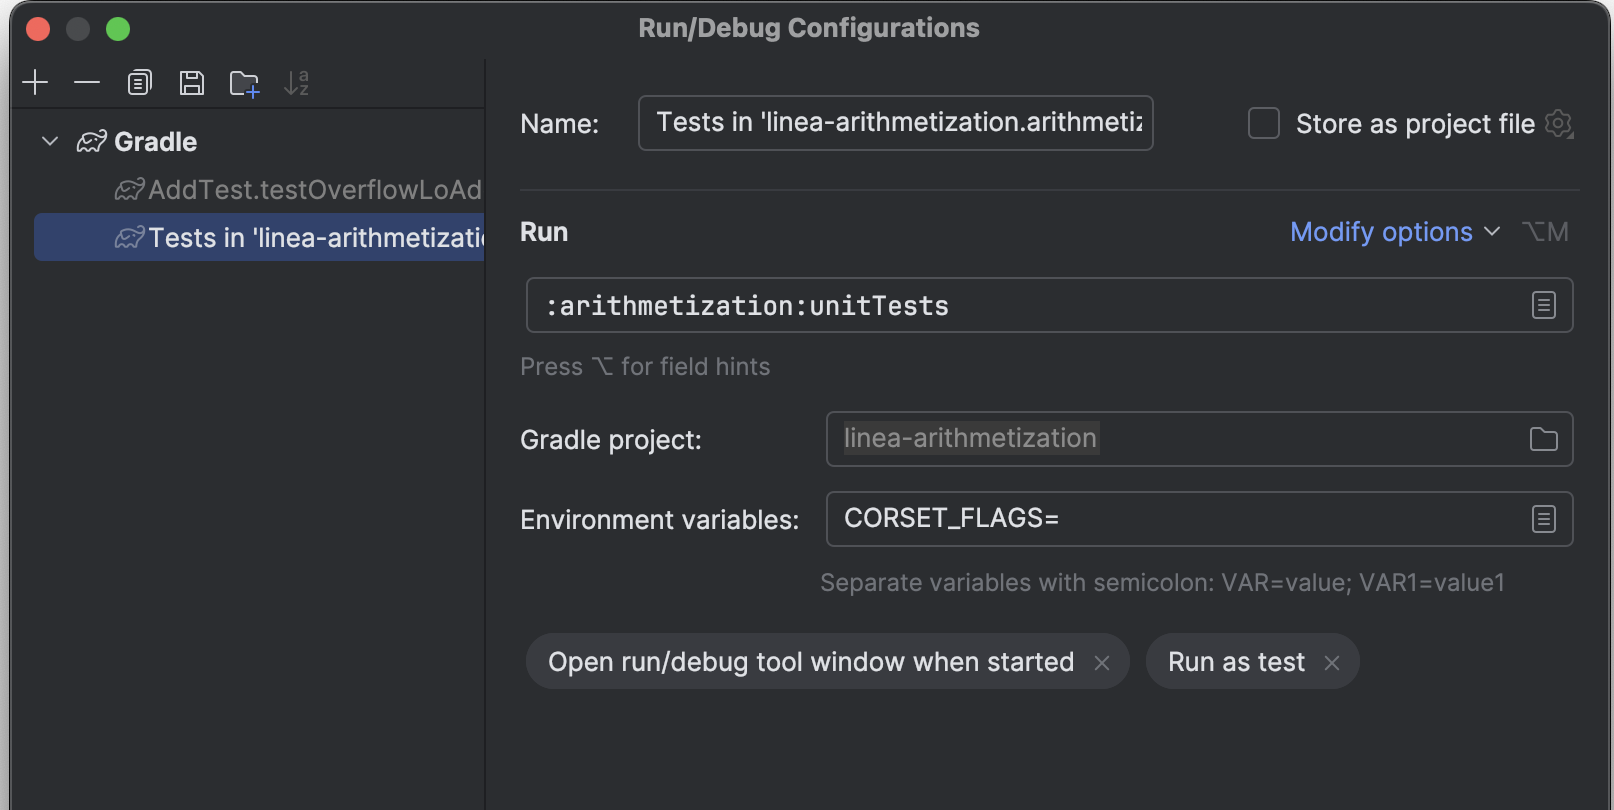 Run/Debug Configurations
Gradle
AddTest.testOverflowLoAd
Tests in 'linea-arithmetizati
Name: Tests in 'linea-arithmetization.arithmetiz Store as project file
Run Modify options ⌥M
:arithmetization:unitTests
Press ⌥ for field hints
Gradle project: linea-arithmetization
Environment variables: CORSET_FLAGS=
Separate variables with semicolon: VAR=value; VAR1=value1
Open run/debug tool window when started × Run as test ×